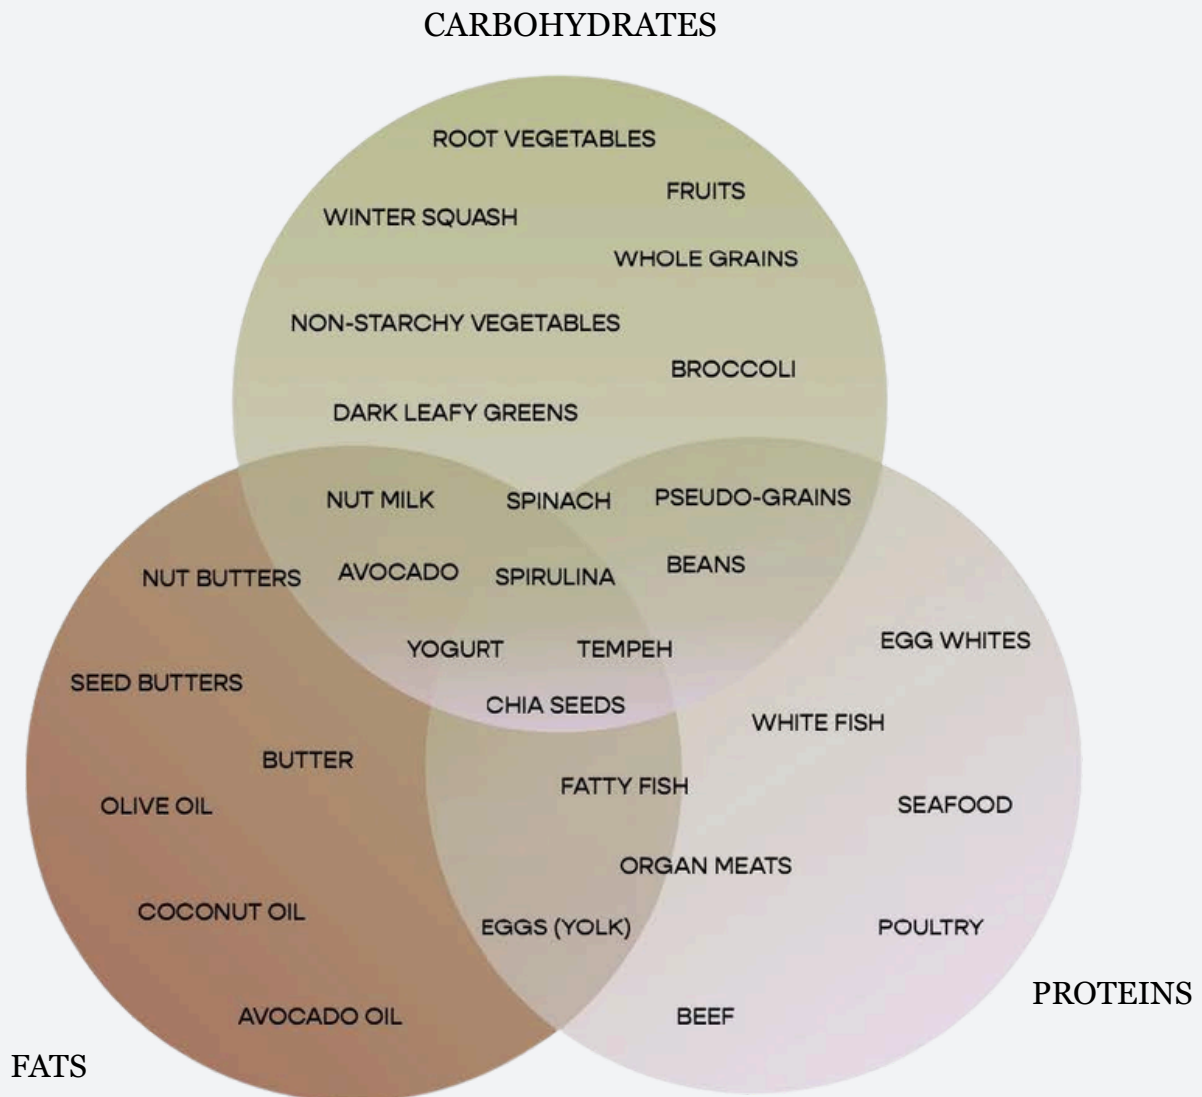 CARBOHYDRATES
ROOT VEGETABLES
FRUITS
WINTER SQUASH
WHOLE GRAINS
NON-STARCHY VEGETABLES
BROCCOLI
DARK LEAFY GREENS
NUT MILK
SPINACH
PSEUDO-GRAINS
NUT BUTTERS
AVOCADO
SPIRULINA
BEANS
YOGURT
TEMPEH
EGG WHITES
SEED BUTTERS
CHIA SEEDS
WHITE FISH
BUTTER
FATTY FISH
OLIVE OIL
SEAFOOD
ORGAN MEATS
COCONUT OIL
EGGS (YOLK)
POULTRY
PROTEINS
AVOCADO OIL
BEEF
FATS